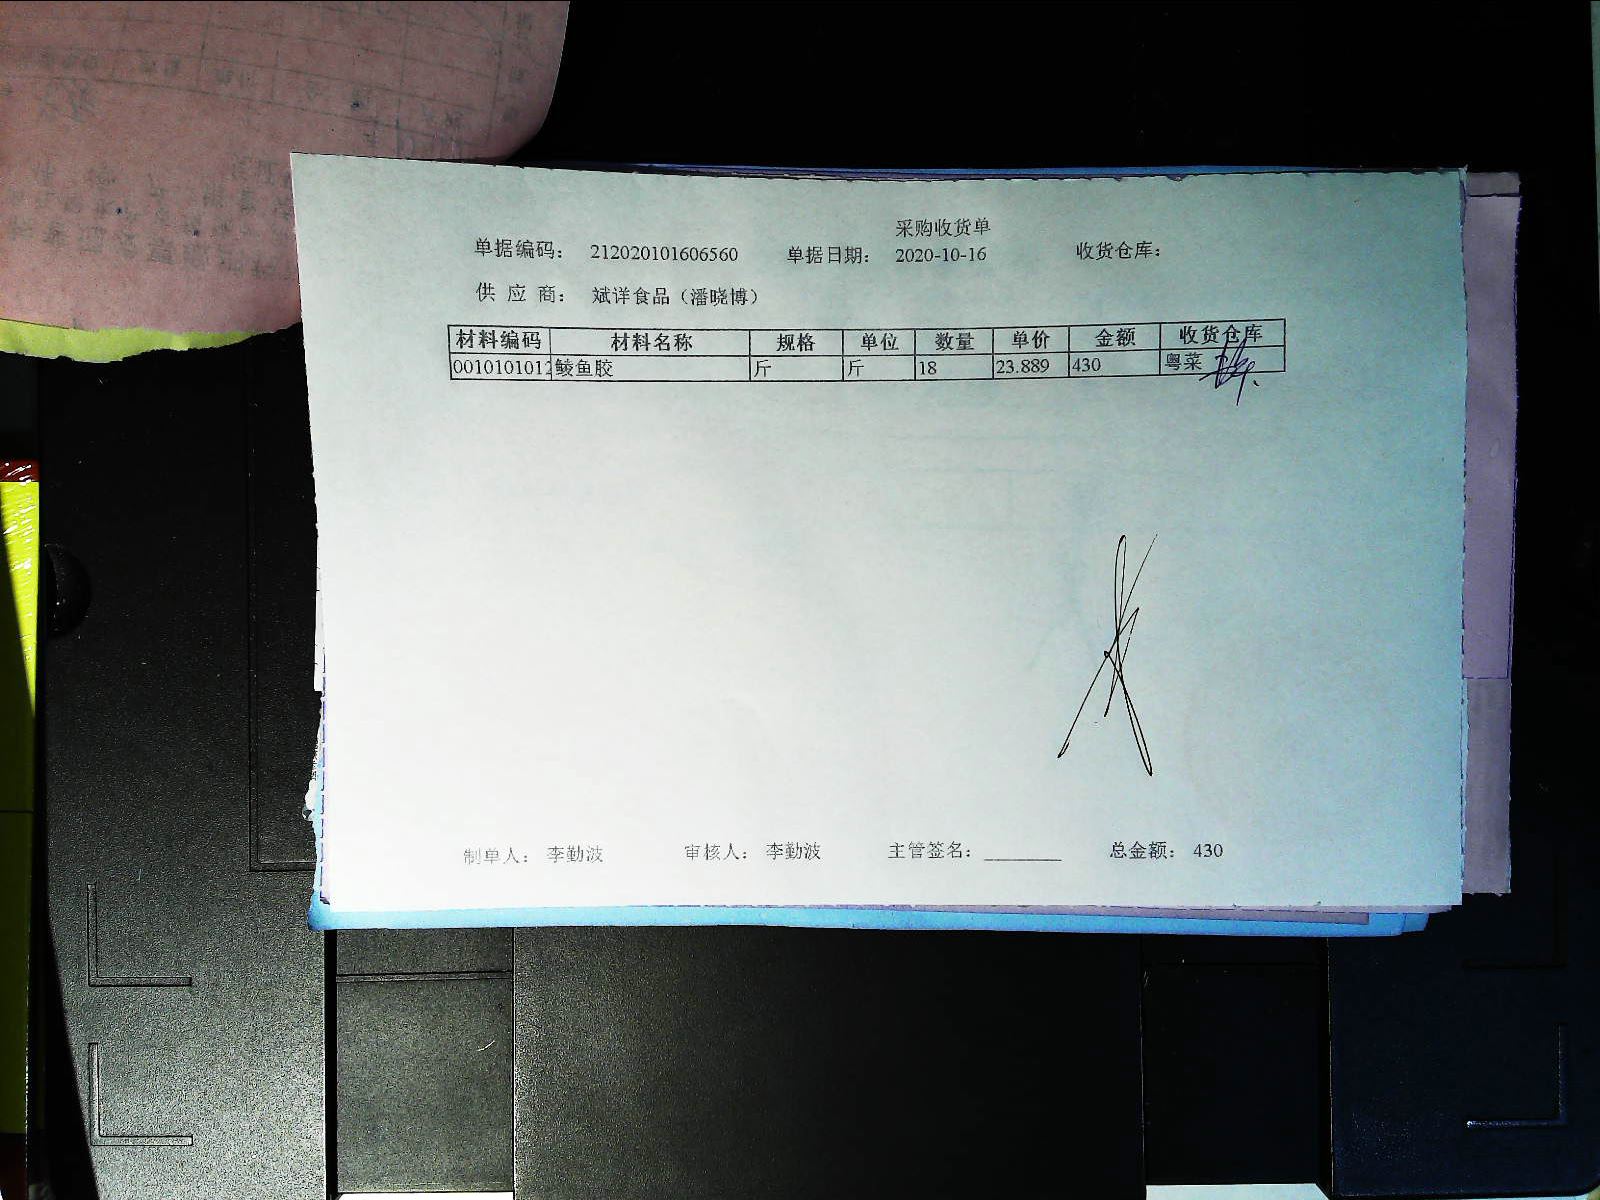 采购收货单
单据编码： 212020101606560 单据日期： 2020-10-16 收货仓库：
供 应 商： 斌详食品（潘晓博）
材料编码 材料名称 规格 单位 数量 单价 金额 收货仓库
0010101012 鲮鱼胶 斤 斤 18 23.889 430 粤菜
制单人： 李勤波 审核人： 李勤波 主管签名： ________ 总金额： 430